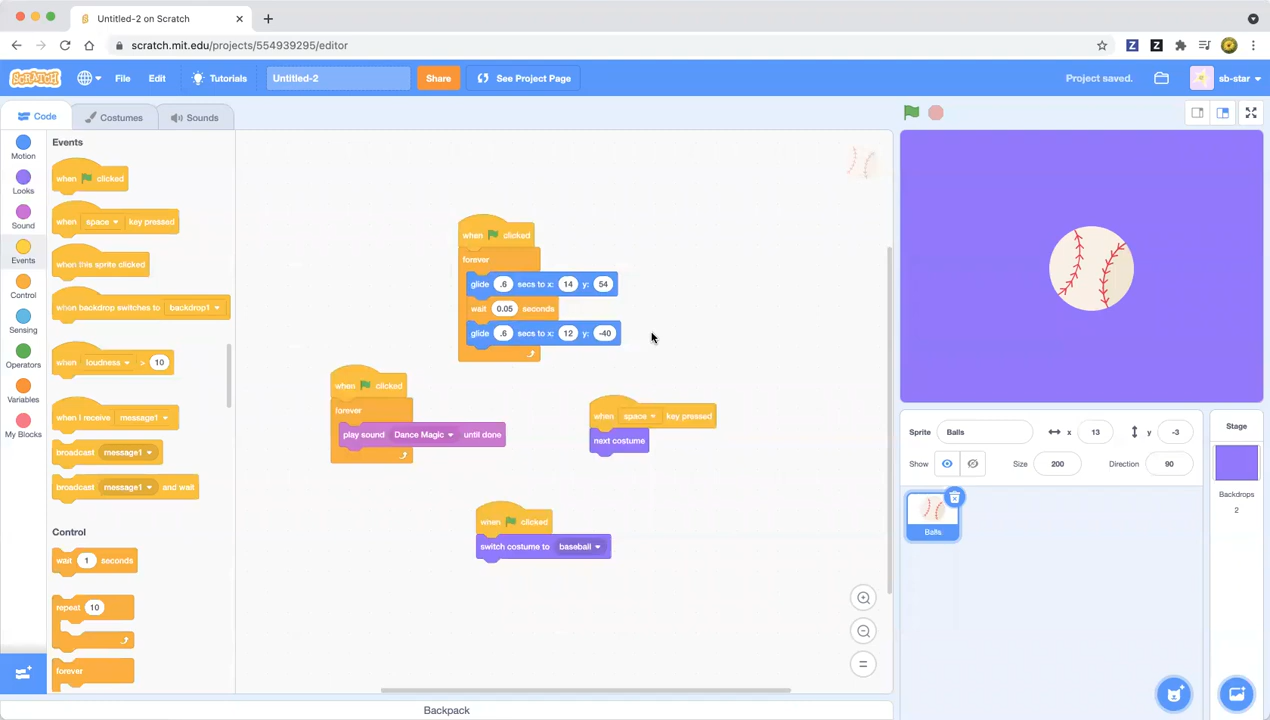 Untitled-2 on Scratch
scratch.mit.edu/projects/554939295/editor
SCRATCH
File
Edit
Tutorials
Untitled-2
Share
See Project Page
Project saved.
sb-star
Code
Costumes
Sounds
Motion
Looks
Sound
Events
Control
Sensing
Operators
Variables
My Blocks
Events
when clicked
when space key pressed
when this sprite clicked
when backdrop switches to backdrop1
when loudness > 10
when I receive message1
broadcast message1
broadcast message1 and wait
Control
wait 1 seconds
repeat 10
forever
when clicked
forever
glide .6 secs to x: 14 y: 54
wait 0.05 seconds
glide .6 secs to x: 12 y: -40
when clicked
forever
play sound Dance Magic until done
when space key pressed
next costume
when clicked
switch costume to baseball
Backpack
Sprite Balls x 13 y -3
Show Size 200 Direction 90
Balls
Stage
Backdrops
2